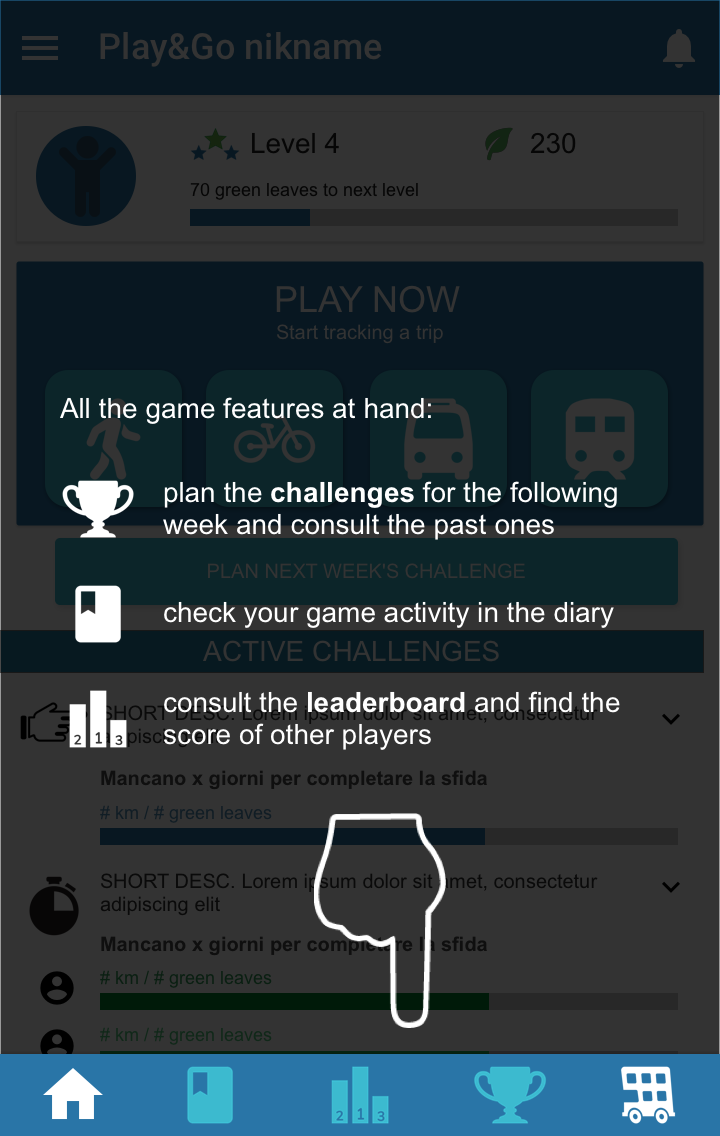 Play&Go nikname
Level 4
230
70 green leaves to next level
PLAY NOW
Start tracking a trip
All the game features at hand:
plan the challenges for the following
week and consult the past ones
PLAN NEXT WEEK'S CHALLENGE
check your game activity in the diary
ACTIVE CHALLENGES
consult the leaderboard and find the
score of other players
2 1 3
SHORT DESC. Lorem ipsum dolor sit amet, consectetur
Mancano x giorni per completare la sfida
# km / # green leaves
SHORT DESC. Lorem ipsum dolor sit amet, consectetur
adipiscing elit
Mancano x giorni per completare la sfida
# km / # green leaves
# km / # green leaves
2 1 3